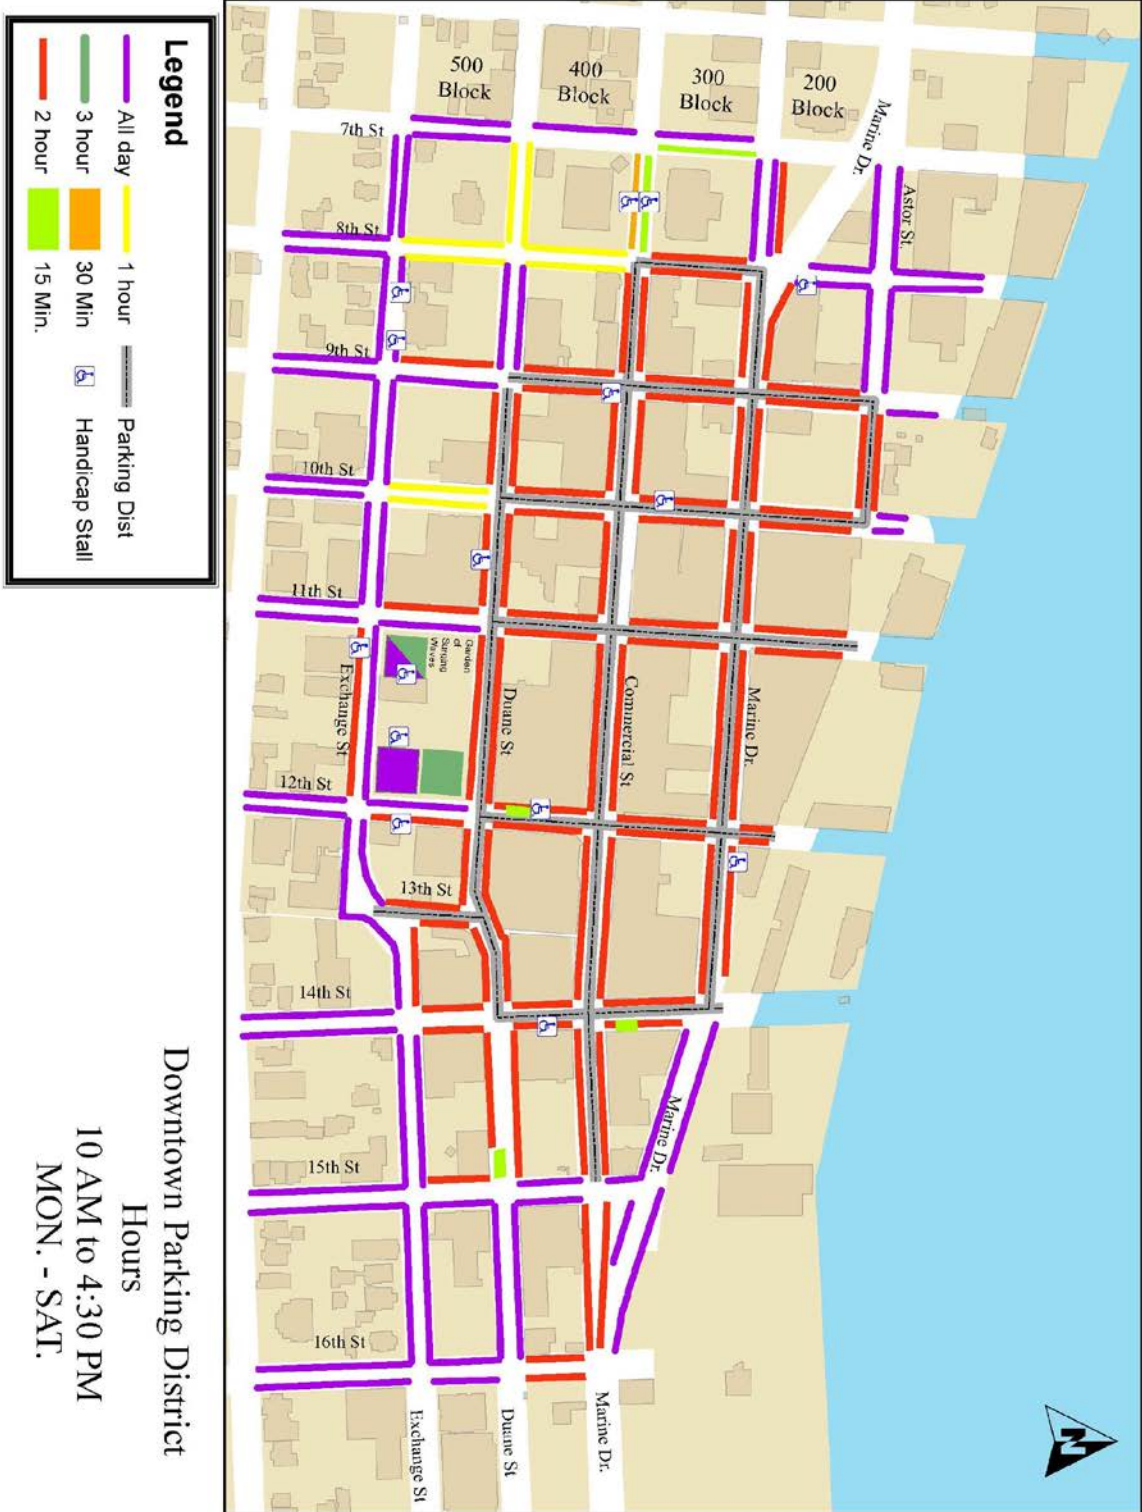 500
Block
400
Block
300
Block
200
Block
Marine Dr.
Astor St.
7th St
8th St
9th St
10th St
11th St
12th St
13th St
14th St
15th St
16th St
Garden
of
Surging
Waves
Exchange St
Duane St
Commercial St
Marine Dr.
Marine Dr.
Exchange St
Duane St
Marine Dr.
N
Legend
All day
1 hour
Parking Dist
3 hour
30 Min
Handicap Stall
2 hour
15 Min.
Downtown Parking District
Hours
10 AM to 4:30 PM
MON. - SAT.